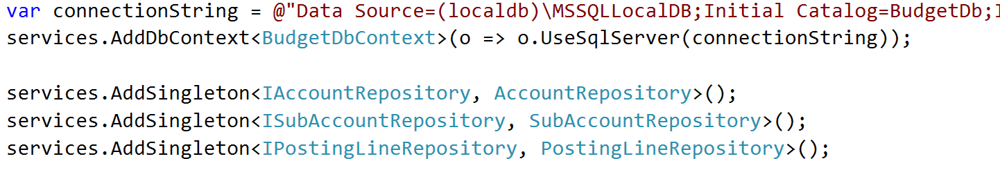 var connectionString = @"Data Source=(localdb)\MSSQLLocalDB;Initial Catalog=BudgetDb;
services.AddDbContext<BudgetDbContext>(o => o.UseSqlServer(connectionString));
services.AddSingleton<IAccountRepository, AccountRepository>();
services.AddSingleton<ISubAccountRepository, SubAccountRepository>();
services.AddSingleton<IPostingLineRepository, PostingLineRepository>();